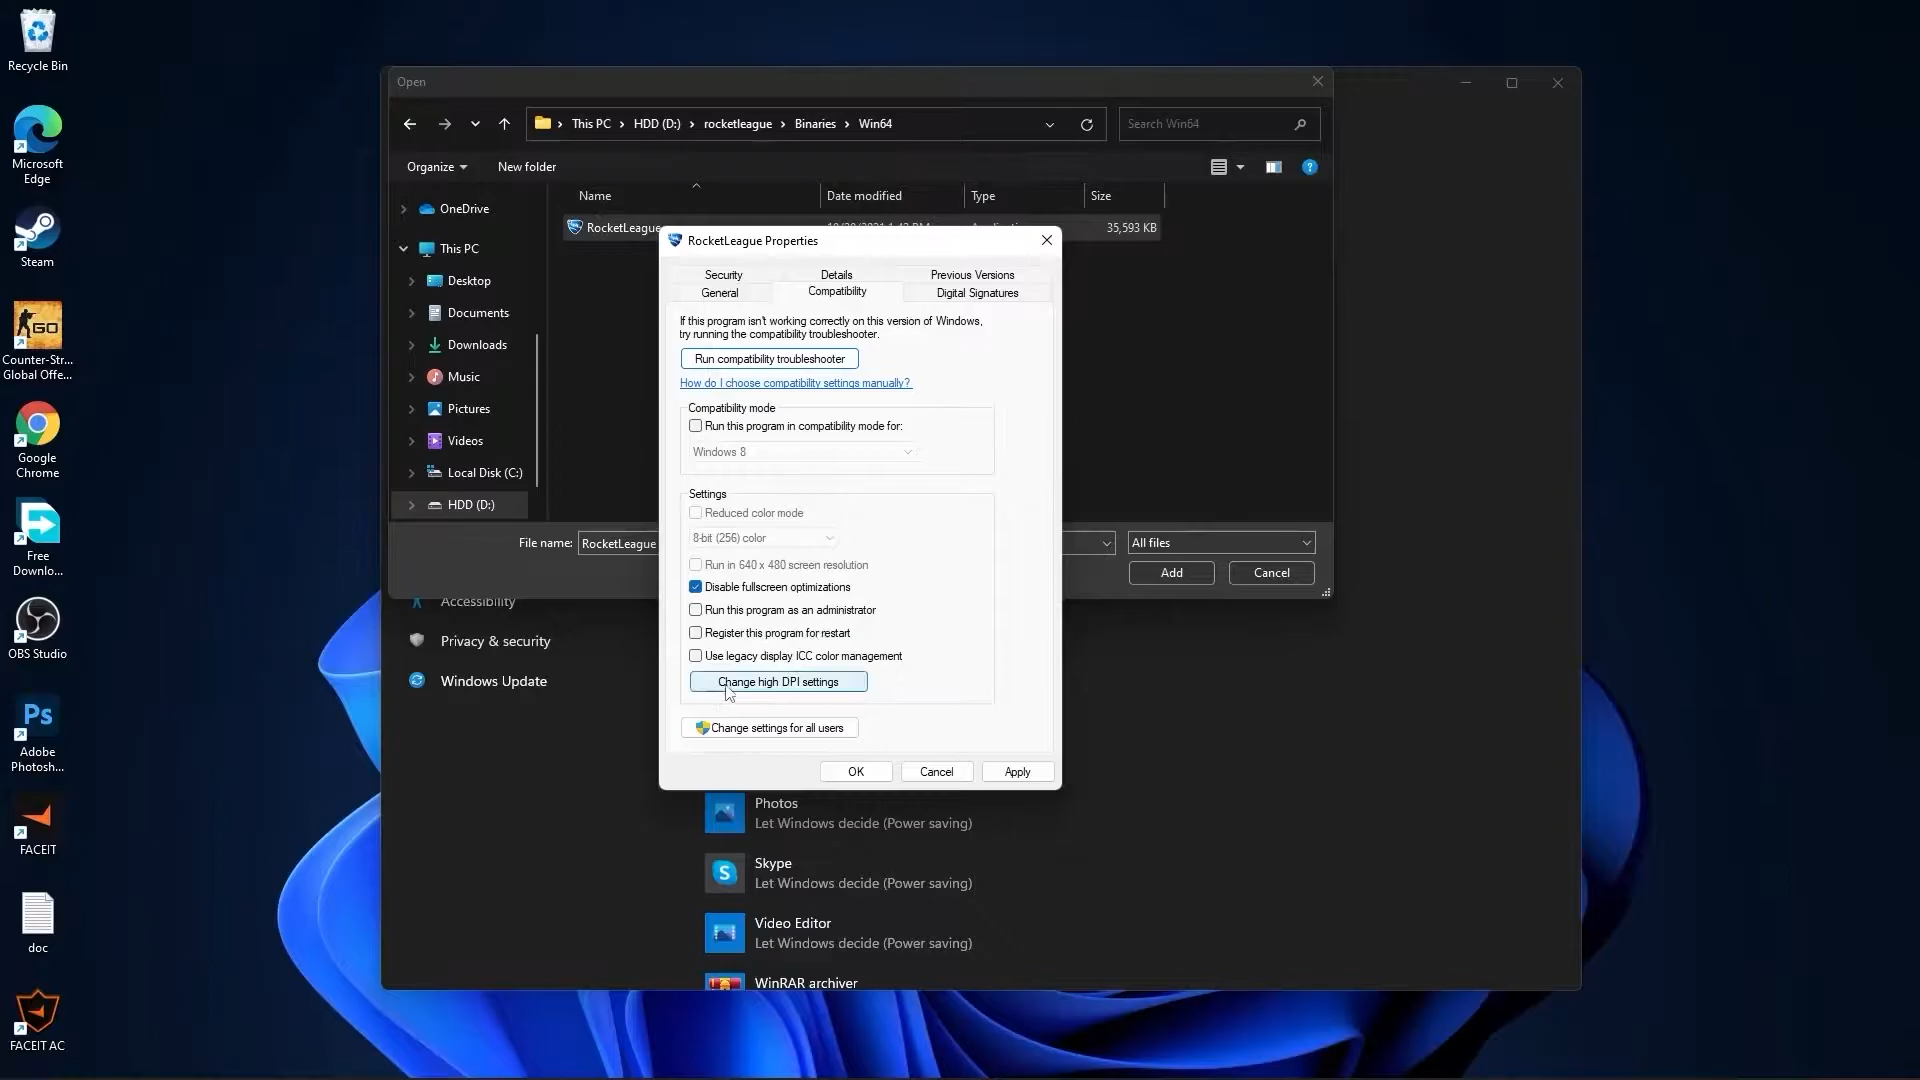 Recycle Bin
Microsoft
Edge
Steam
GO
Counter-Str...
Global Offe...
Google
Chrome
Free
Downlo...
OBS Studio
Ps
Adobe
Photosh...
FACEIT
doc
FACEIT AC
Open
This PC
HDD (D:)
rocketleague
Binaries
Win64
Search Win64
Organize
New folder
Name
Date modified
Type
Size
OneDrive
This PC
Desktop
Documents
Downloads
Music
Pictures
Videos
Local Disk (C:)
HDD (D:)
RocketLeague
35,593 KB
File name:
RocketLeague
All files
Add
Cancel
RocketLeague Properties
Security
Details
Previous Versions
General
Compatibility
Digital Signatures
If this program isn't working correctly on this version of Windows,
try running the compatibility troubleshooter.
Run compatibility troubleshooter
How do I choose compatibility settings manually?
Compatibility mode
Run this program in compatibility mode for:
Windows 8
Settings
Reduced color mode
8-bit (256) color
Run in 640 x 480 screen resolution
Disable fullscreen optimizations
Run this program as an administrator
Register this program for restart
Use legacy display ICC color management
Change high DPI settings
Change settings for all users
OK
Cancel
Apply
Accessibility
Privacy & security
Windows Update
Photos
Let Windows decide (Power saving)
Skype
Let Windows decide (Power saving)
Video Editor
Let Windows decide (Power saving)
WinRAR archiver